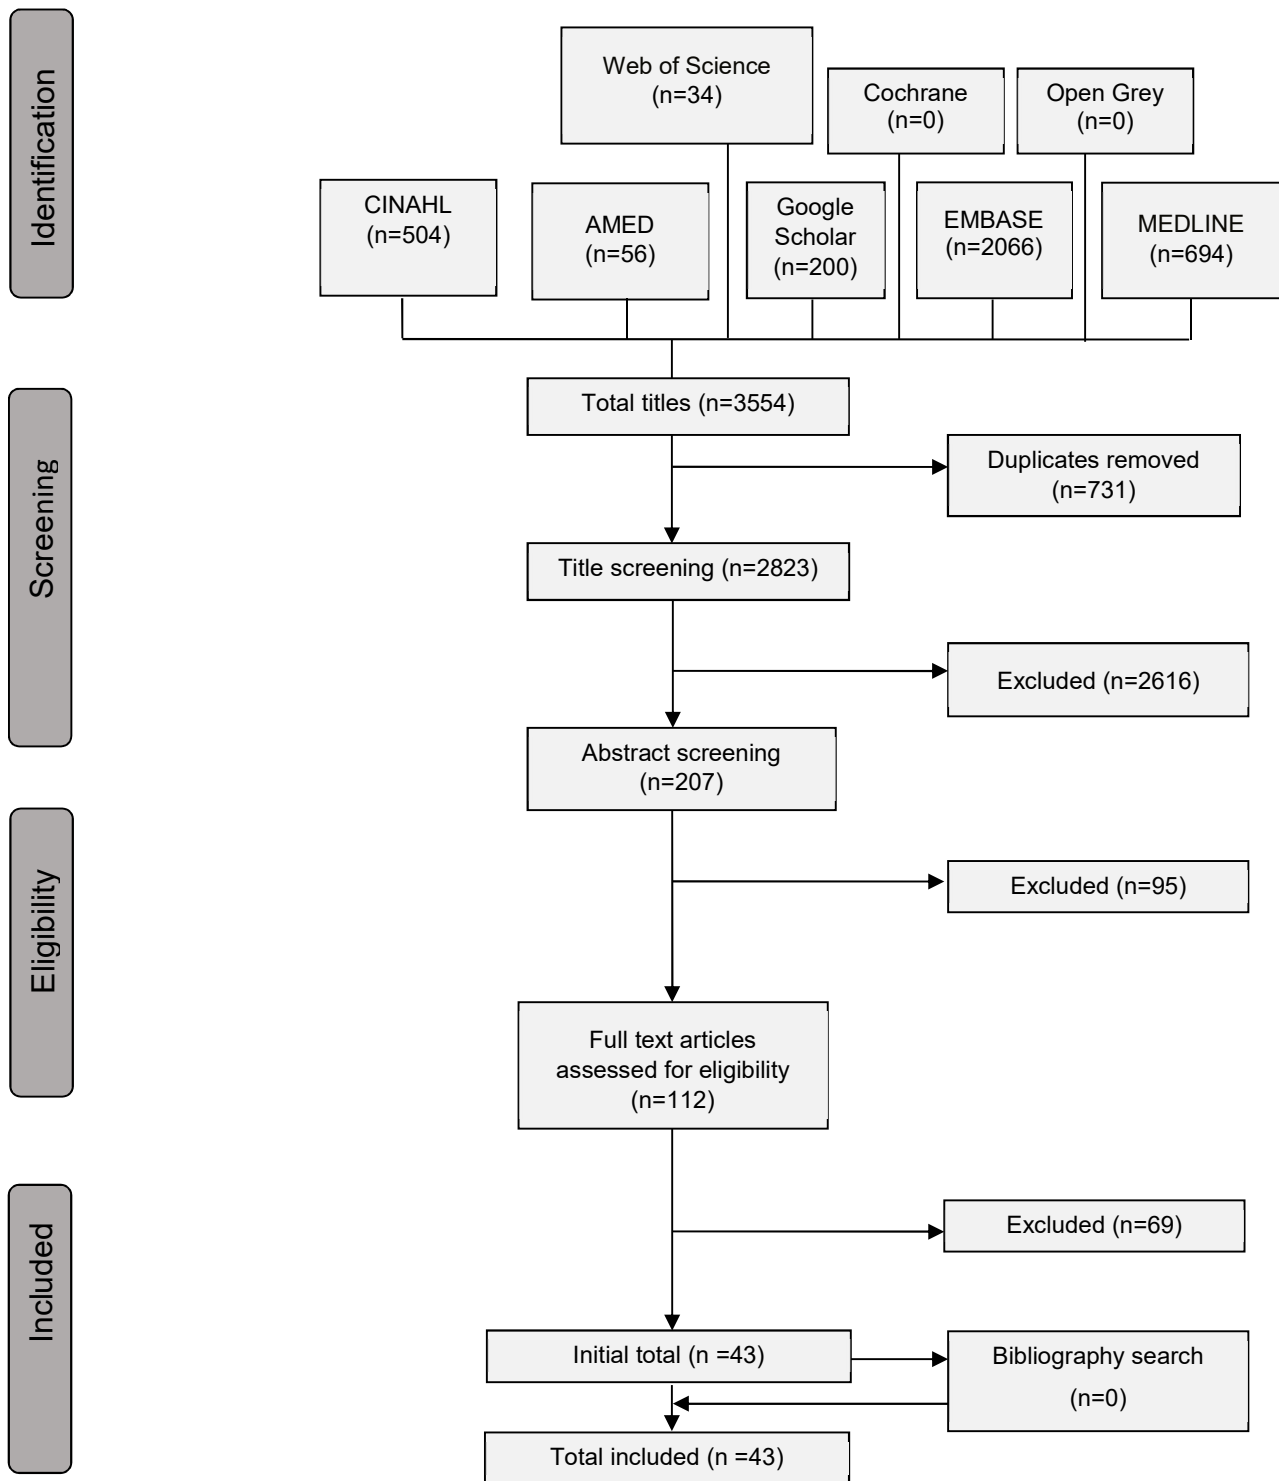 Identification
Web of Science
(n=34)
Cochrane
(n=0)
Open Grey
(n=0)
CINAHL
(n=504)
AMED
(n=56)
Google
Scholar
(n=200)
EMBASE
(n=2066)
MEDLINE
(n=694)
Screening
Total titles (n=3554)
Duplicates removed
(n=731)
Title screening (n=2823)
Excluded (n=2616)
Abstract screening
(n=207)
Eligibility
Excluded (n=95)
Full text articles
assessed for eligibility
(n=112)
Included
Excluded (n=69)
Initial total (n =43)
Bibliography search
(n=0)
Total included (n =43)